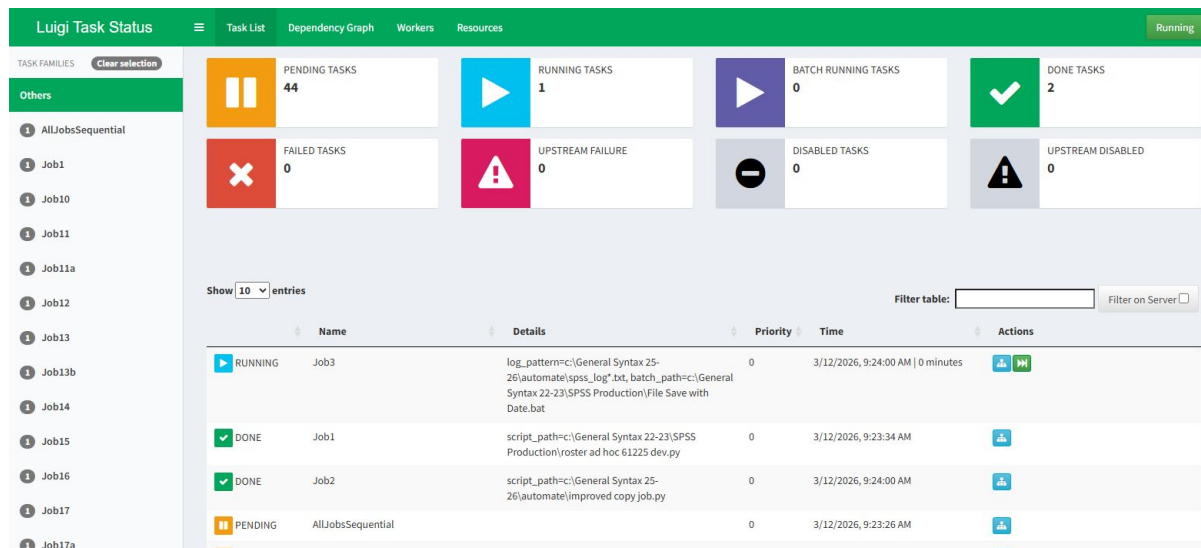 Luigi Task Status
Task List Dependency Graph Workers Resources
Running
TASK FAMILIES Clear selection
Others
1 AllJobsSequential
1 Job1
1 Job10
1 Job11
1 Job11a
1 Job12
1 Job13
1 Job13b
1 Job14
1 Job15
1 Job16
1 Job17
1 Job17a
PENDING TASKS
44
RUNNING TASKS
1
BATCH RUNNING TASKS
0
DONE TASKS
2
FAILED TASKS
0
UPSTREAM FAILURE
0
DISABLED TASKS
0
UPSTREAM DISABLED
0
Show 10 entries
Filter table:
Filter on Server
Name Details Priority Time Actions
RUNNING Job3 log_pattern=c:\General Syntax 25- 0 3/12/2026, 9:24:00 AM | 0 minutes
26\automate\spss_log*.txt, batch_path=c:\General
Syntax 22-23\SPSS Production\File Save with
Date.bat
DONE Job1 script_path=c:\General Syntax 22-23\SPSS 0 3/12/2026, 9:23:34 AM
Production\roster ad hoc 61225 dev.py
DONE Job2 script_path=c:\General Syntax 25- 0 3/12/2026, 9:24:00 AM
26\automate\improved copy job.py
PENDING AllJobsSequential 0 3/12/2026, 9:23:26 AM